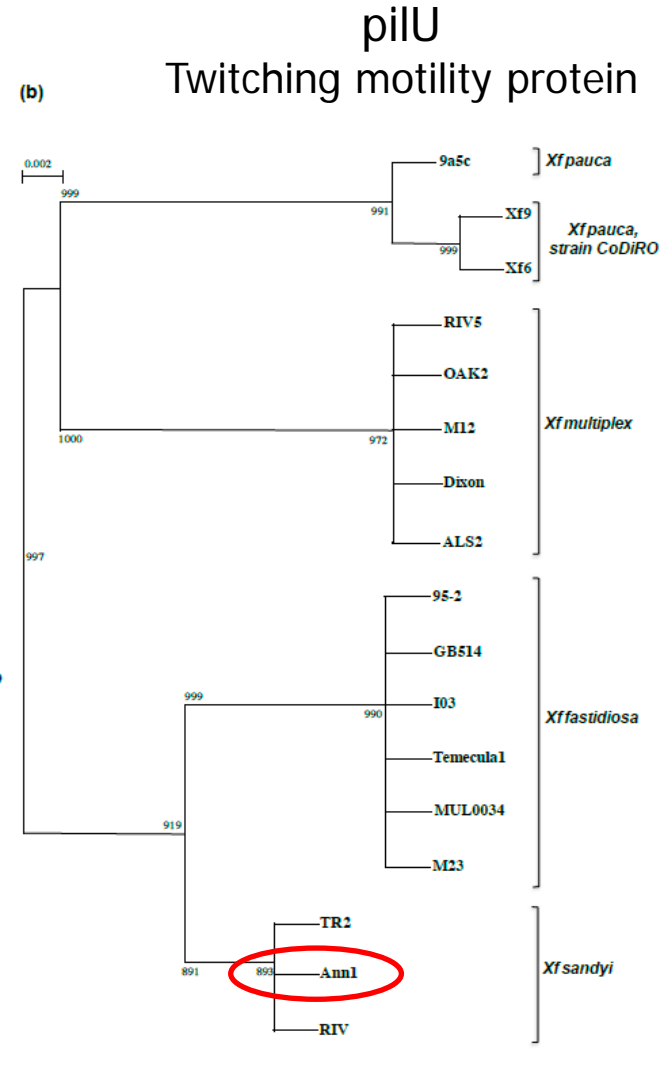 pilU
Twitching motility protein
(b)
0.002
999
991
9a5c
Xf pauca
Xf9
999
Xf6
Xf pauca,
strain CoDiRO
RIV5
OAK2
1000
972
M12
Dixon
ALS2
Xf multiplex
997
95-2
GB514
999
990
I03
Temecula1
MUL0034
M23
Xf fastidiosa
919
TR2
891
893
Ann1
RIV
Xf sandyi